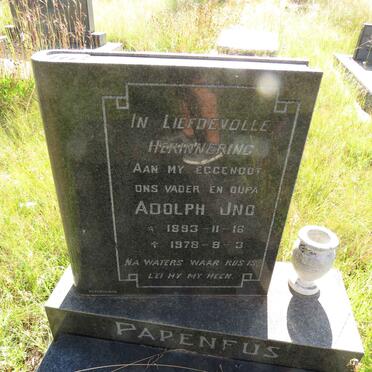 IN LIEFDEVOLLE
HERINNERING
AAN MY EGGENOOT
ONS VADER EN OUPA
ADOLPH JNO
* 1893-11-16
† 1978-9-3
NA WATERS WAAR RUS IS
LEI HY MY HEEN.
PAPENFUS